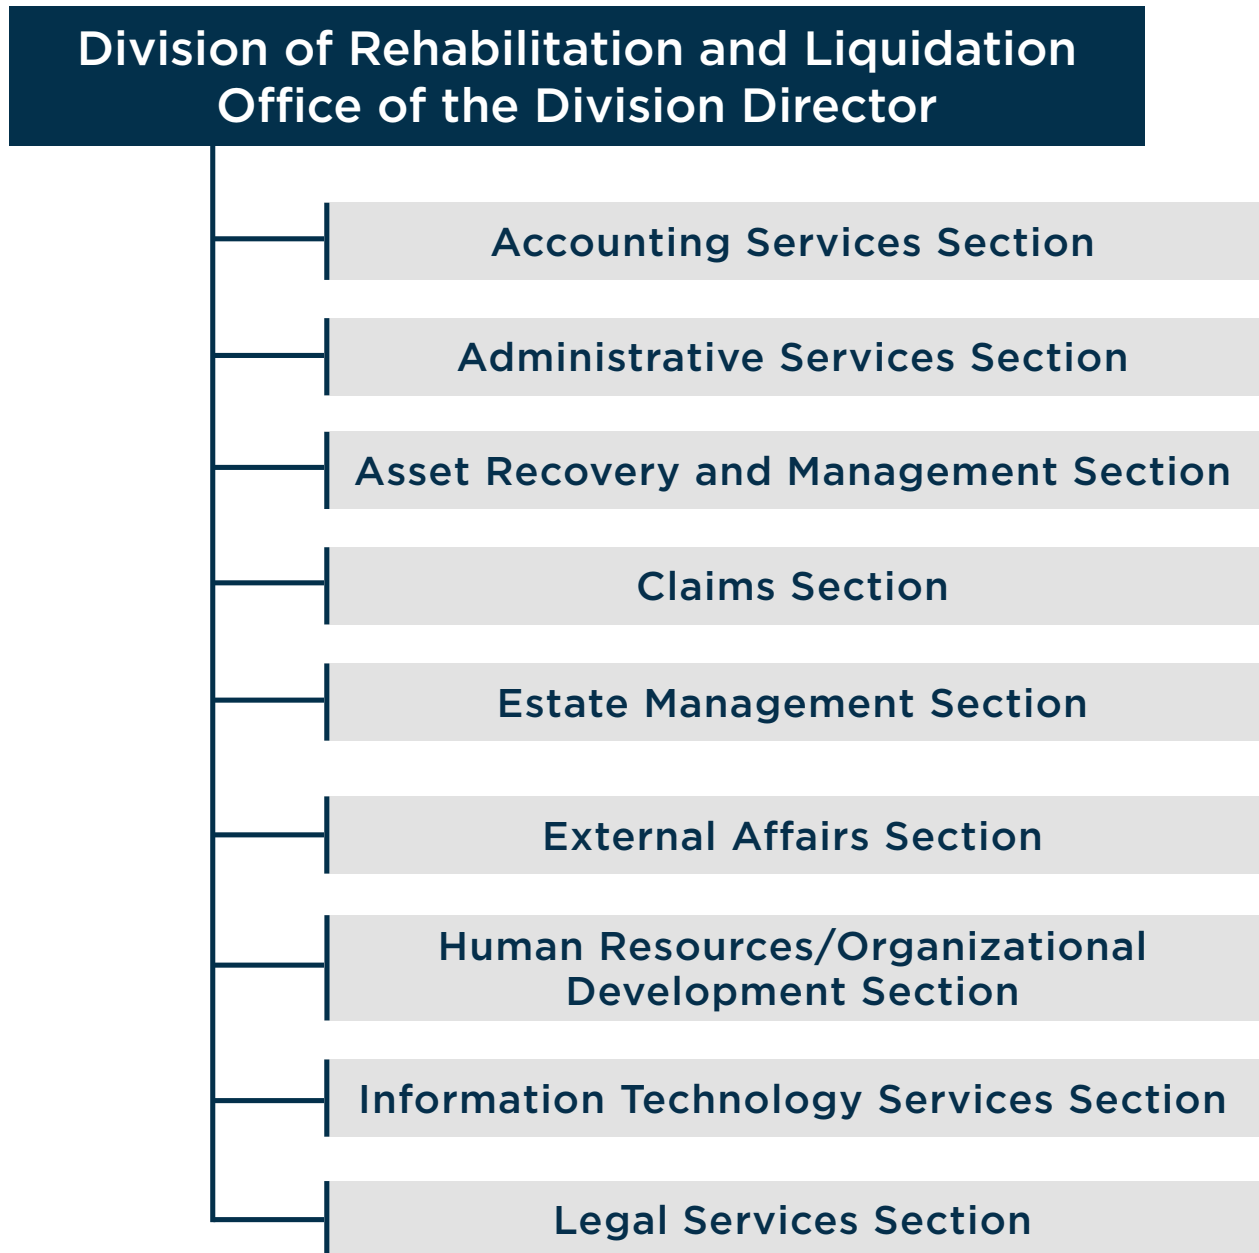 Division of Rehabilitation and Liquidation
Office of the Division Director
Accounting Services Section
Administrative Services Section
Asset Recovery and Management Section
Claims Section
Estate Management Section
External Affairs Section
Human Resources/Organizational
Development Section
Information Technology Services Section
Legal Services Section